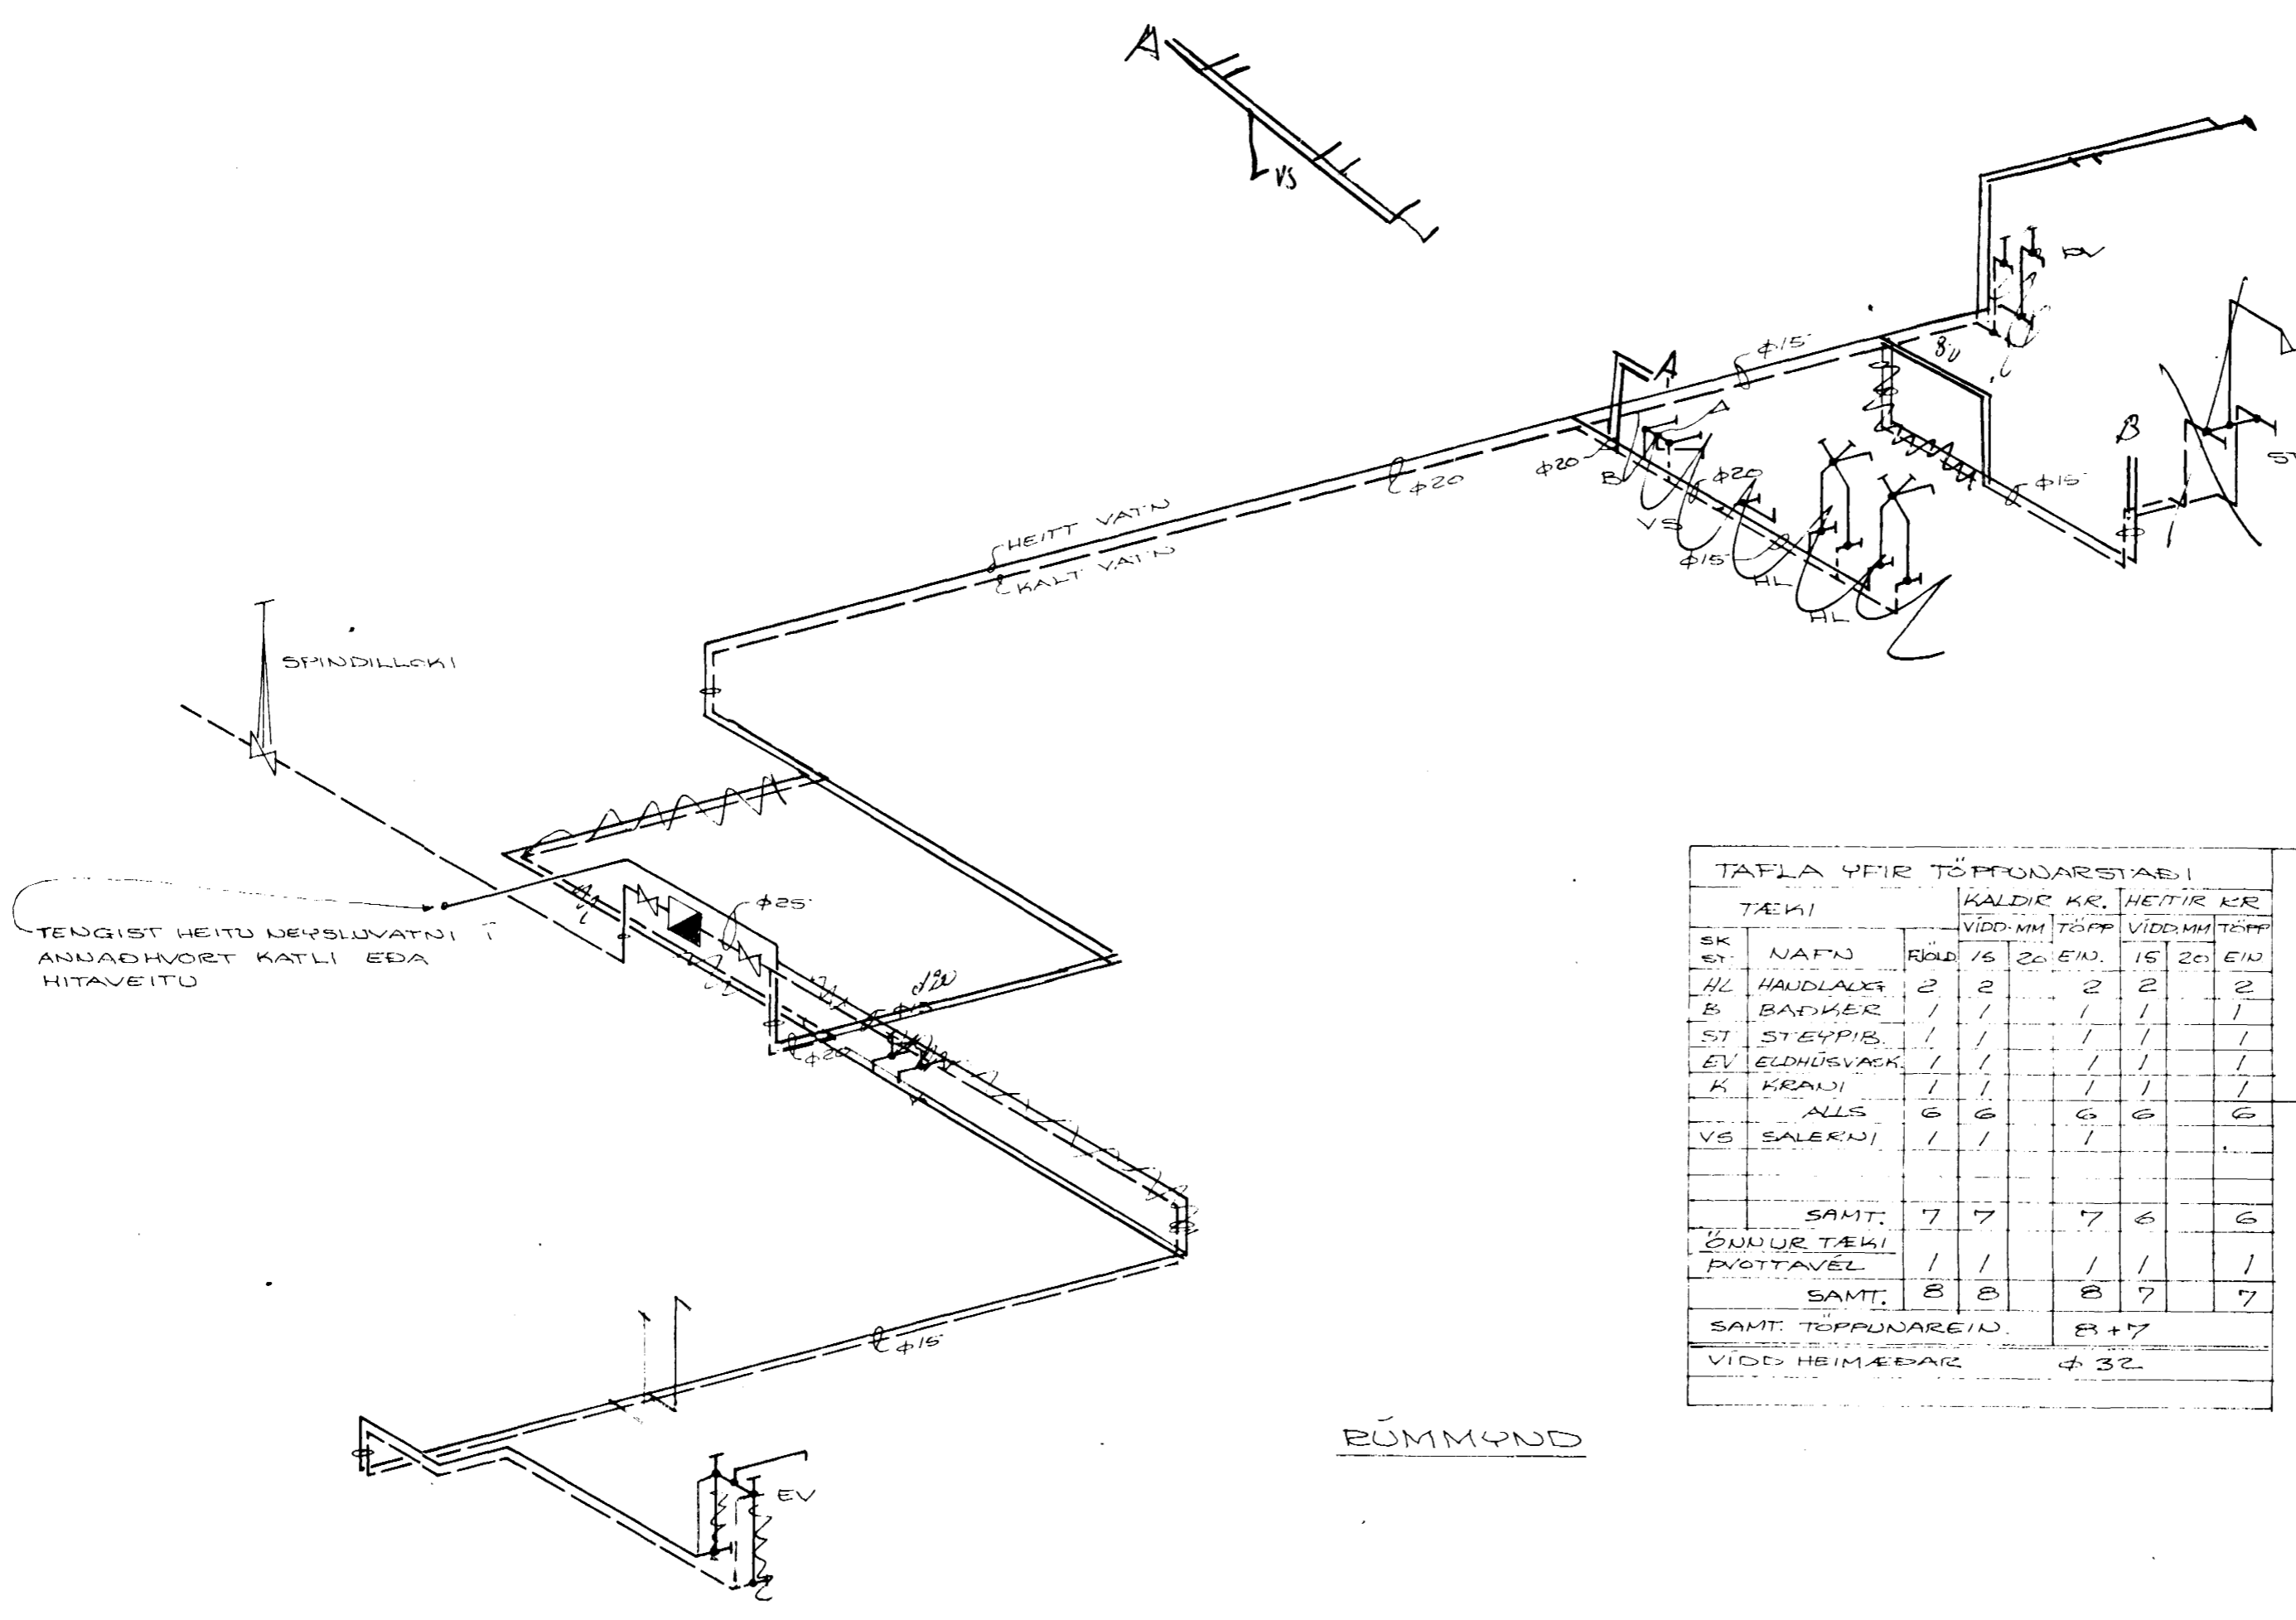 A
VS
EV
φ15
80
A
B
φ20
B
φ20
φ20
VS
φ15
HL
HL
φ15
ST
HEITT VATN
KALT VATN
SPINDILLOKI
φ25
TENGIST HEITU NEYSLUVATNI
ANNAÐHVORT KATLI EÐA
HITAVEITU
φ20
φ15
EV
RÚMMYND
TAFLA YFIR TÖPPUNARSTAÐI
TÆKI KALDIR KR. HEITIR KR
VÍDD. MM TÖPP VÍDD. MM TÖPP
SK ST. NAFN FJÖLD 15 20 EIN. 15 20 EIN
HL HANDLAUG 2 2 2 2 2
B BAÐKER 1 1 1 1 1
ST STEYPIB. 1 1 1 1 1
EV ELDHÚSVASK. 1 1 1 1 1
K KRANI 1 1 1 1 1
ALLS 6 6 6 6 6
VS SALERNI 1 1 1
SAMT. 7 7 7 6 6
ÖNNUR TÆKI
ÞVOTTAVÉL 1 1 1 1 1
SAMT. 8 8 8 7 7
SAMT. TÖPPUNAREIN. 8+7
VÍDD HEIMÆÐAR φ 32